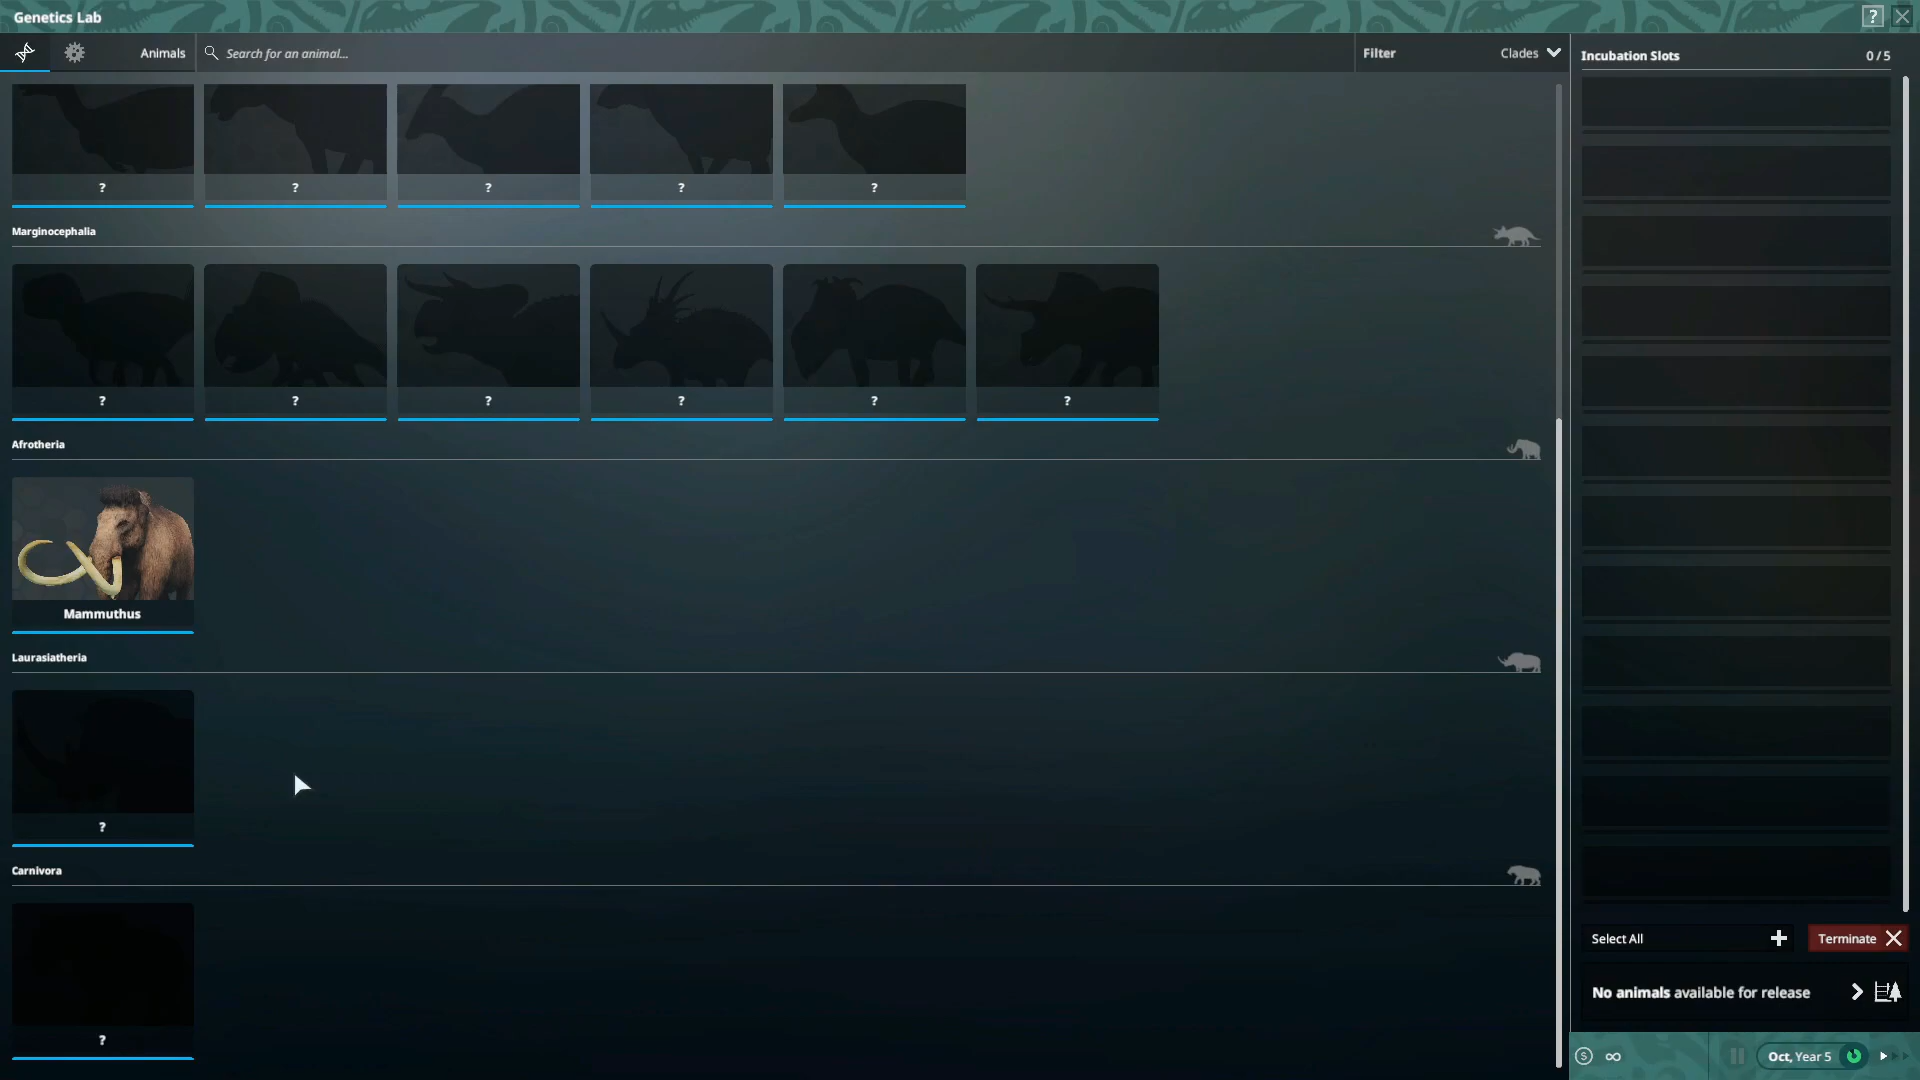 Genetics Lab
?
Animals
Search for an animal...
Filter
Clades
Incubation Slots
0 / 5
?
?
?
?
?
Marginocephalia
?
?
?
?
?
?
Afrotheria
Mammuthus
Laurasiatheria
?
Carnivora
?
Select All
Terminate
No animals available for release
Oct, Year 5